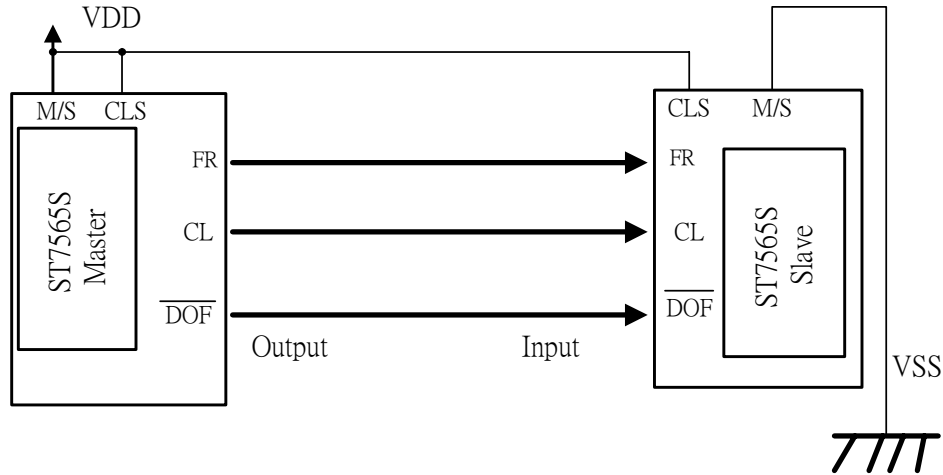 VDD
M/S CLS
ST7565S
Master
FR
CL
DOF
Output
Input
CLS M/S
FR
CL
DOF
ST7565S
Slave
VSS